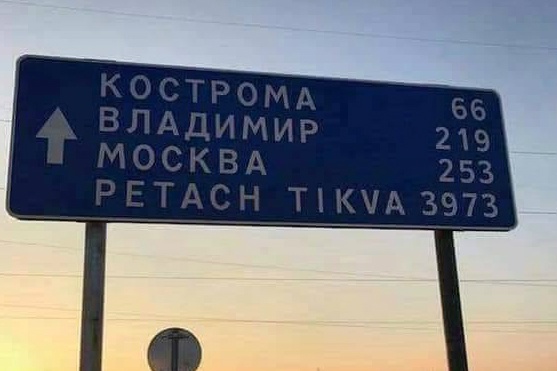 КОСТРОМА 66
ВЛАДИМИР 219
МОСКВА 253
PETACH TIKVA 3973